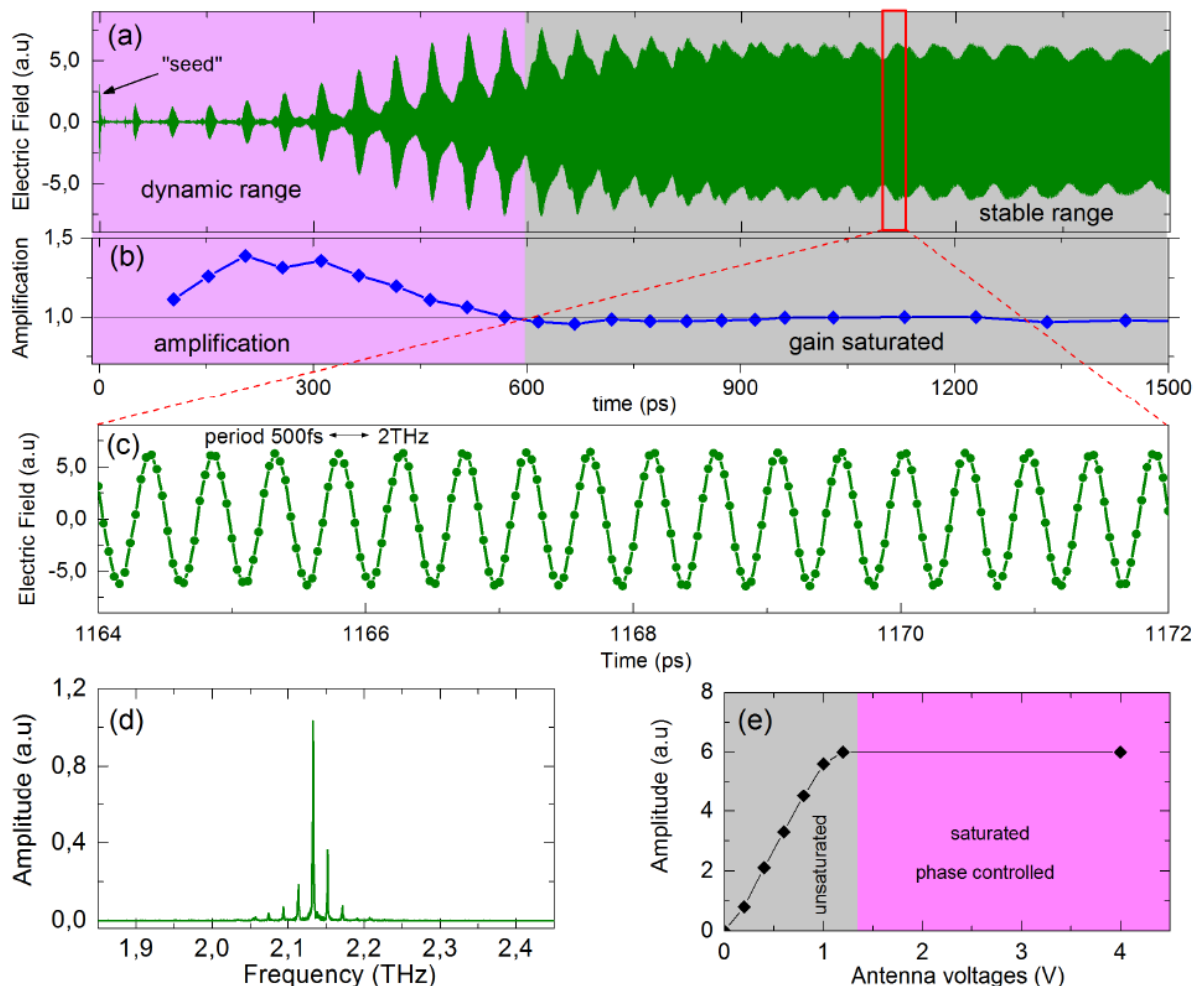 (a)
Electric Field (a.u)
5,0
0,0
-5,0
"seed"
dynamic range
stable range
(b)
Amplification
1,5
1,0
amplification
gain saturated
0 300 600 900 1200 1500
time (ps)
(c)
period 500fs ↔ 2THz
Electric Field (a.u)
5,0
0,0
-5,0
1164 1166 1168 1170 1172
Time (ps)
(d)
Amplitude (a.u)
1,2
0,8
0,4
0,0
1,9 2,0 2,1 2,2 2,3 2,4
Frequency (THz)
(e)
Amplitude (a.u)
8
6
4
2
0
unsaturated
saturated
phase controlled
0 1 2 3 4
Antenna voltages (V)